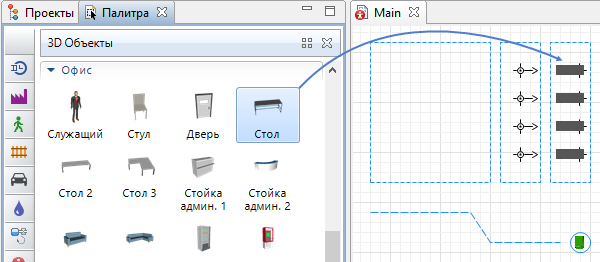 Проекты Палитра Main
3D Объекты
Офис
Служащий Стул Дверь Стол
Стол 2 Стол 3 Стойка админ. 1 Стойка админ. 2